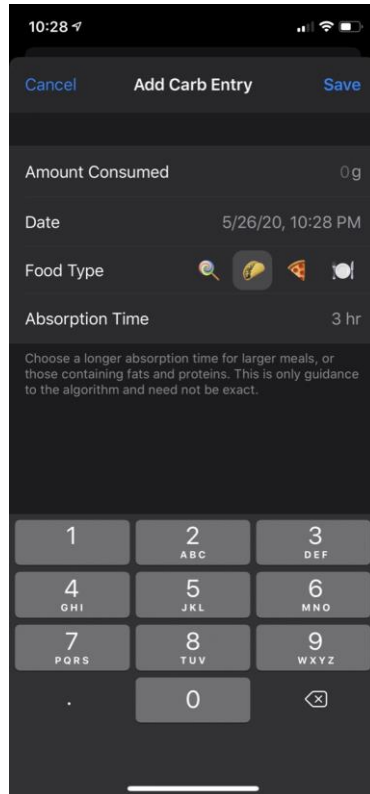 10:28
Cancel Add Carb Entry Save
Amount Consumed 0 g
Date 5/26/20, 10:28 PM
Food Type
Absorption Time 3 hr
Choose a longer absorption time for larger meals, or
those containing fats and proteins. This is only guidance
to the algorithm and need not be exact.
1 2 3
ABC DEF
4 5 6
GHI JKL MNO
7 8 9
PQRS TUV WXYZ
. 0